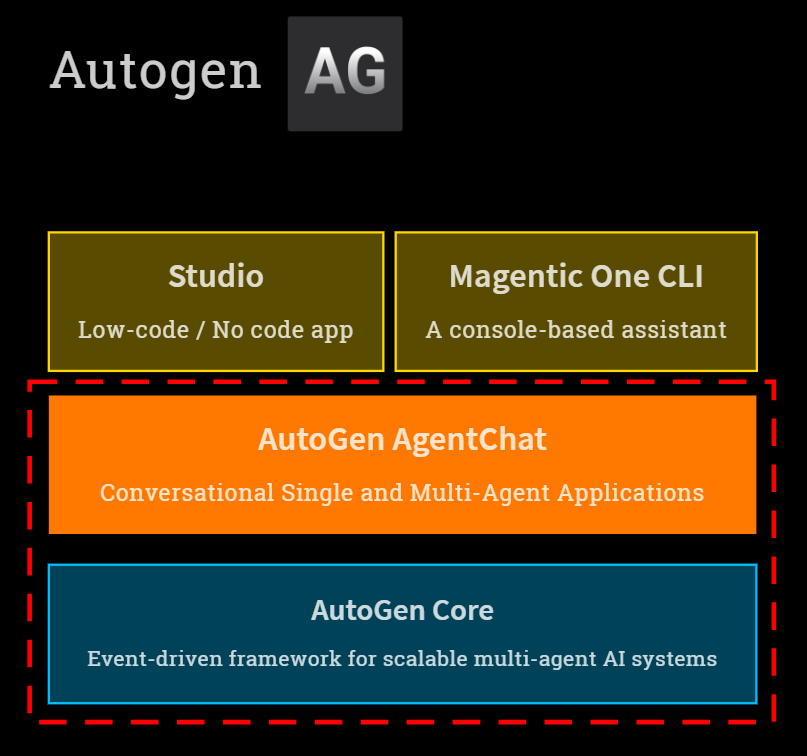 Autogen
AG
Studio
Low-code / No code app
Magentic One CLI
A console-based assistant
AutoGen AgentChat
Conversational Single and Multi-Agent Applications
AutoGen Core
Event-driven framework for scalable multi-agent AI systems